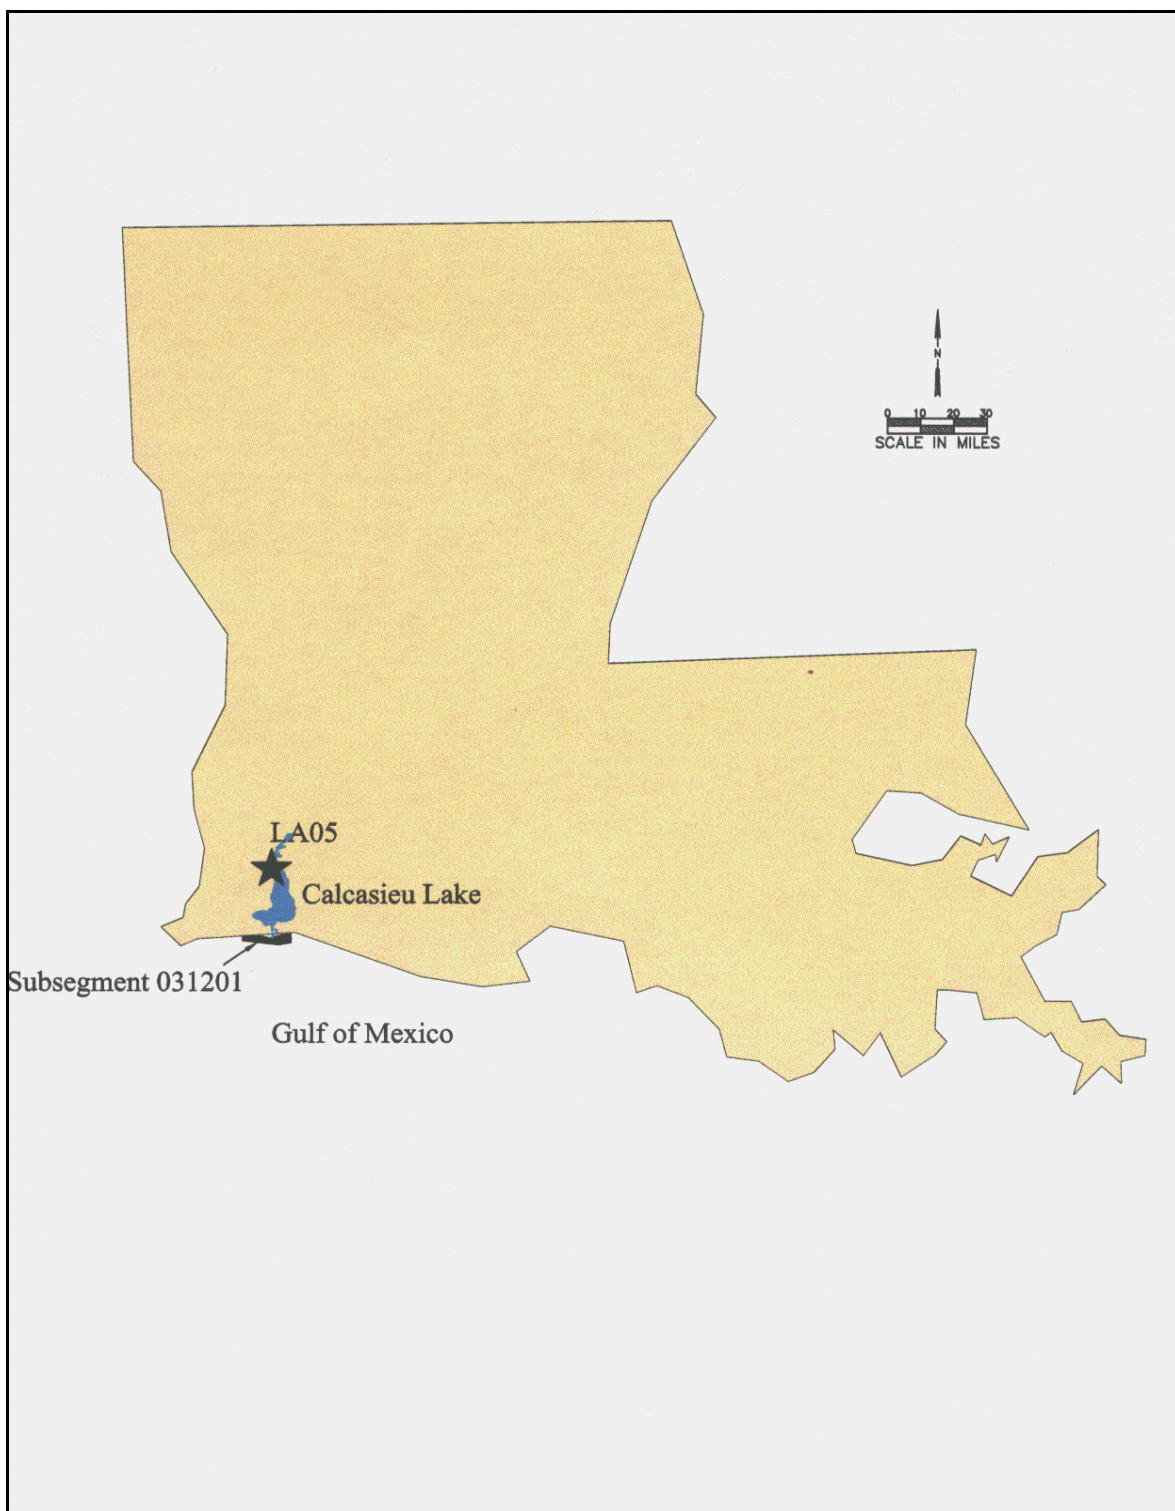 N
0 10 20 30
SCALE IN MILES
LA05
Calcasieu Lake
Subsegment 031201
Gulf of Mexico